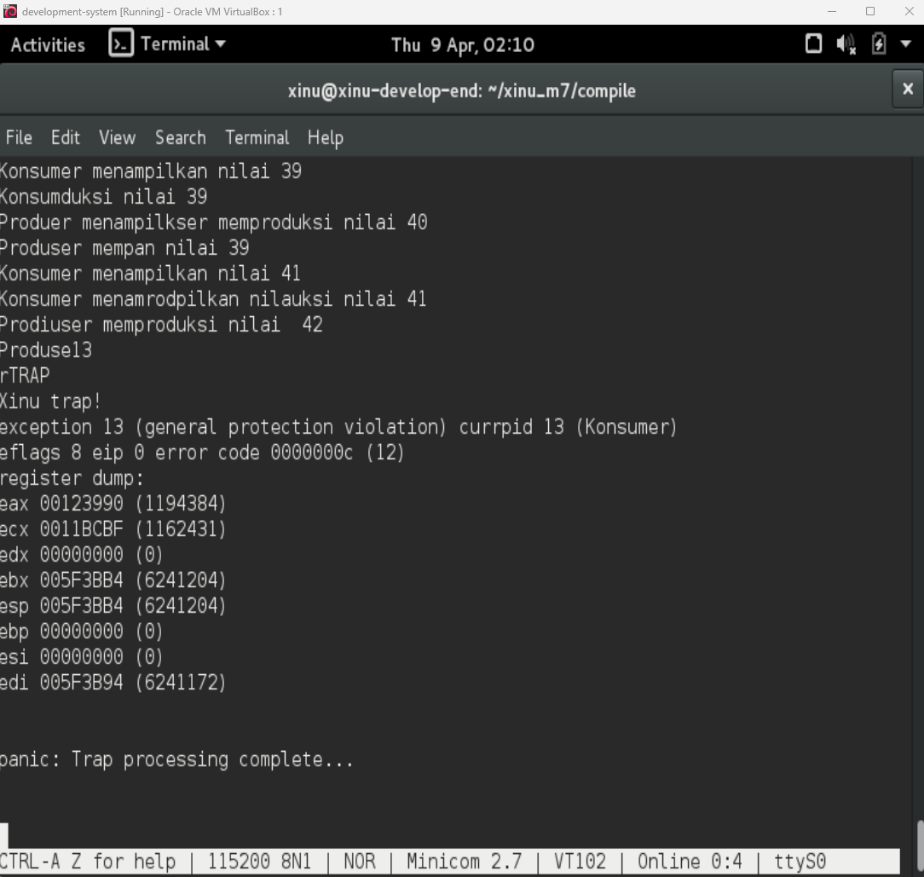 development-system [Running] - Oracle VM VirtualBox : 1
Activities Terminal Thu 9 Apr, 02:10
xinu@xinu-develop-end: ~/xinu_m7/compile
File Edit View Search Terminal Help
Konsumer menampilkan nilai 39
Konsumduksi nilai 39
Produer menampilkser memproduksi nilai 40
Produser mempan nilai 39
Konsumer menampilkan nilai 41
Konsumer menamrodpilkan nilauksi nilai 41
Prodiuser memproduksi nilai  42
Produse13
rTRAP
Xinu trap!
exception 13 (general protection violation) currpid 13 (Konsumer)
eflags 8 eip 0 error code 0000000c (12)
register dump:
eax 00123990 (1194384)
ecx 0011BCBF (1162431)
edx 00000000 (0)
ebx 005F3BB4 (6241204)
esp 005F3BB4 (6241204)
ebp 00000000 (0)
esi 00000000 (0)
edi 005F3B94 (6241172)
panic: Trap processing complete...
CTRL-A Z for help | 115200 8N1 | NOR | Minicom 2.7 | VT102 | Online 0:4 | ttyS0